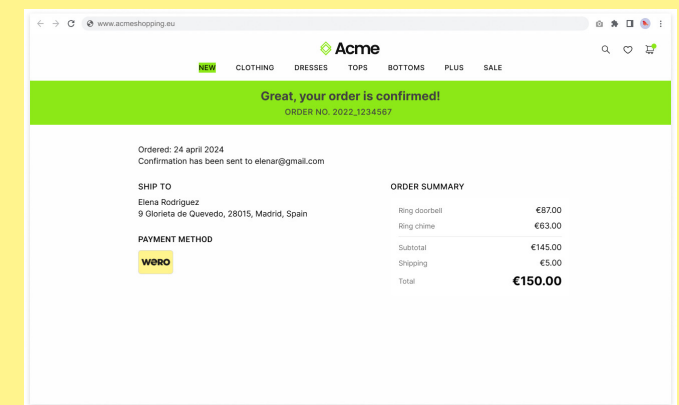 www.acmeshopping.eu
Acme
NEW CLOTHING DRESSES TOPS BOTTOMS PLUS SALE
Great, your order is confirmed!
ORDER NO. 2022_1234567
Ordered: 24 april 2024
Confirmation has been sent to elenar@gmail.com
SHIP TO
Elena Rodriguez
9 Glorieta de Quevedo, 28015, Madrid, Spain
PAYMENT METHOD
wero
ORDER SUMMARY
Ring doorbell €87.00
Ring chime €63.00
Subtotal €145.00
Shipping €5.00
Total €150.00